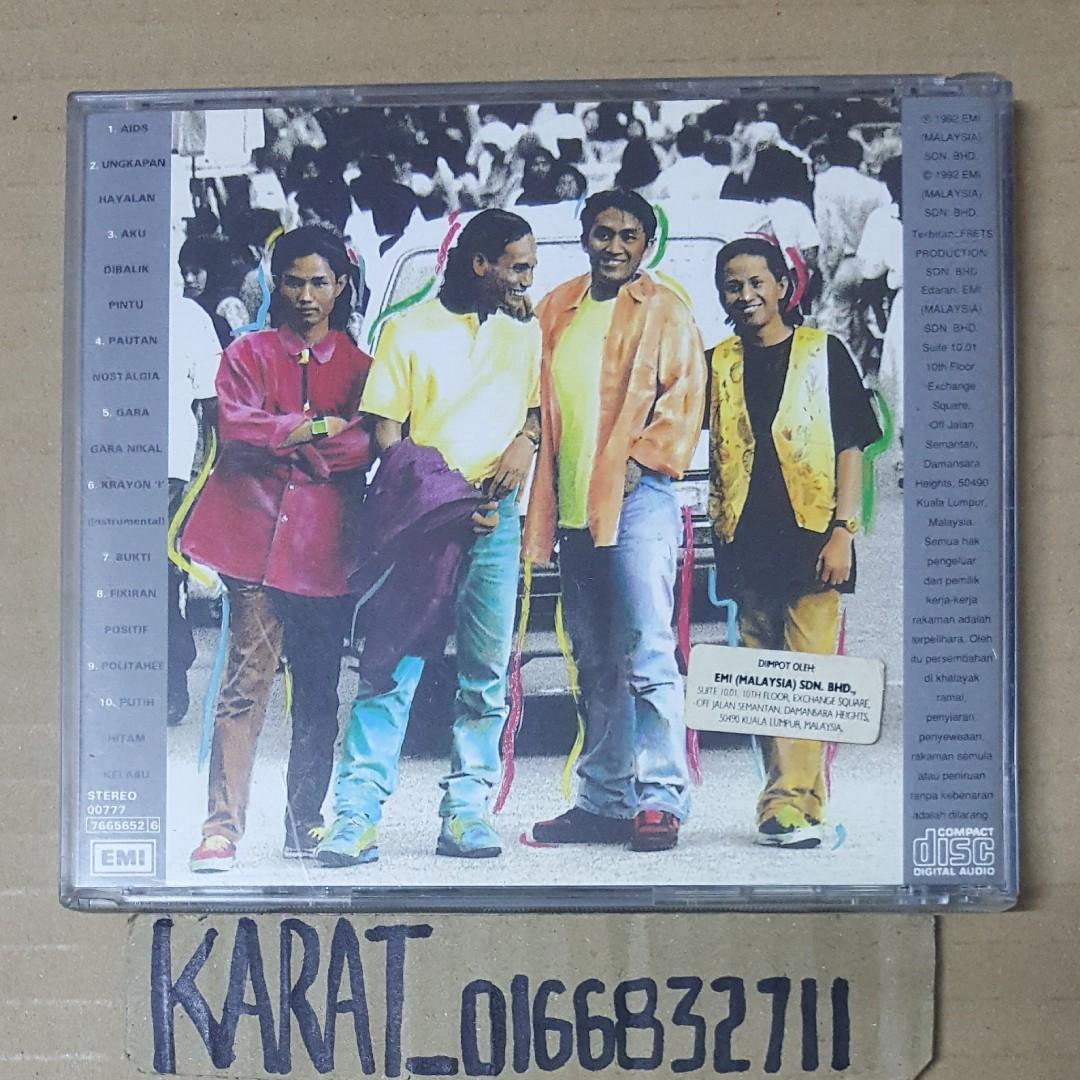 1. AIDS
2. UNGKAPAN
HAYALAN
3. AKU
DIBALIK
PINTU
4. PAUTAN
NOSTALGIA
5. GARA
GARA NIKAL
6. KRAYON 'I'
(Instrumental)
7. BUKTI
8. FIKIRAN
POSITIF
9. POLITAHEE
10. PUTIH
HITAM
KELABU
STEREO
00777
7665652 6
EMI
℗ 1992 EMI
(MALAYSIA)
SDN. BHD.
© 1992 EMI
(MALAYSIA)
SDN. BHD.
Terbitan: FRETS
PRODUCTION
SDN. BHD.
Edaran: EMI
(MALAYSIA)
SDN. BHD.
Suite 10.01
10th Floor
Exchange
Square,
Off Jalan
Semantan,
Damansara
Heights, 50490
Kuala Lumpur,
Malaysia.
Semua hak
pengeluar
dan pemilik
kerja-kerja
rakaman adalah
terpelihara. Oleh
itu persembahan
di khalayak
ramai,
penyiaran,
penyewaan,
rakaman semula
atau peniruan
tanpa kebenaran
adalah dilarang.
COMPACT
disc
DIGITAL AUDIO
DIIMPOT OLEH:
EMI (MALAYSIA) SDN. BHD.,
SUITE 10.01, 10TH FLOOR, EXCHANGE SQUARE,
OFF JALAN SEMANTAN, DAMANSARA HEIGHTS,
50490 KUALA LUMPUR, MALAYSIA.
KARAT_0166832711